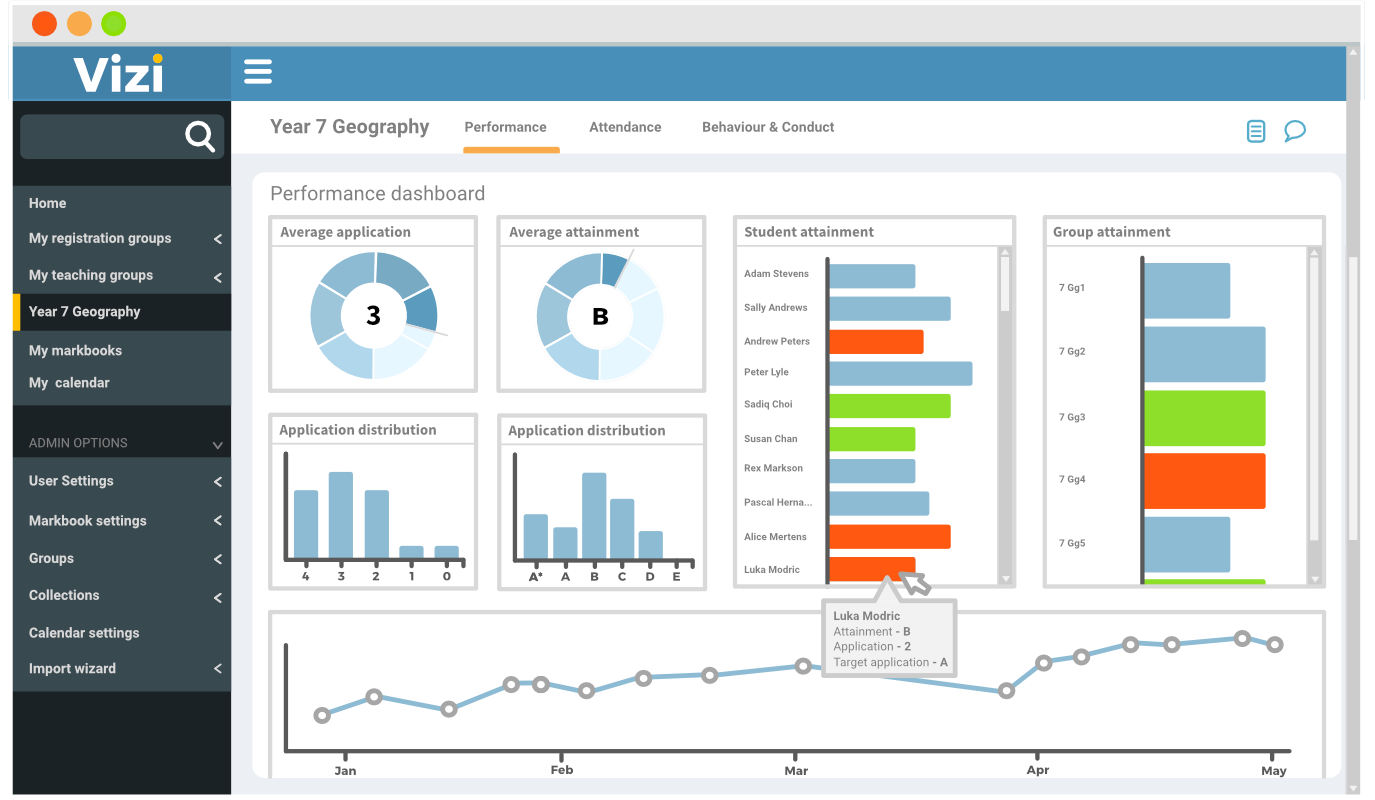 Vizi
Year 7 Geography
Performance
Attendance
Behaviour & Conduct
Home
My registration groups
My teaching groups
Year 7 Geography
My markbooks
My calendar
ADMIN OPTIONS
User Settings
Markbook settings
Groups
Collections
Calendar settings
Import wizard
Performance dashboard
Average application
3
Average attainment
B
Application distribution
4 3 2 1 0
Application distribution
A* A B C D E
Student attainment
Adam Stevens
Sally Andrews
Andrew Peters
Peter Lyle
Sadiq Choi
Susan Chan
Rex Markson
Pascal Herna...
Alice Mertens
Luka Modric
Group attainment
7 Gg1
7 Gg2
7 Gg3
7 Gg4
7 Gg5
Luka Modric
Attainment - B
Application - 2
Target application - A
Jan Feb Mar Apr May